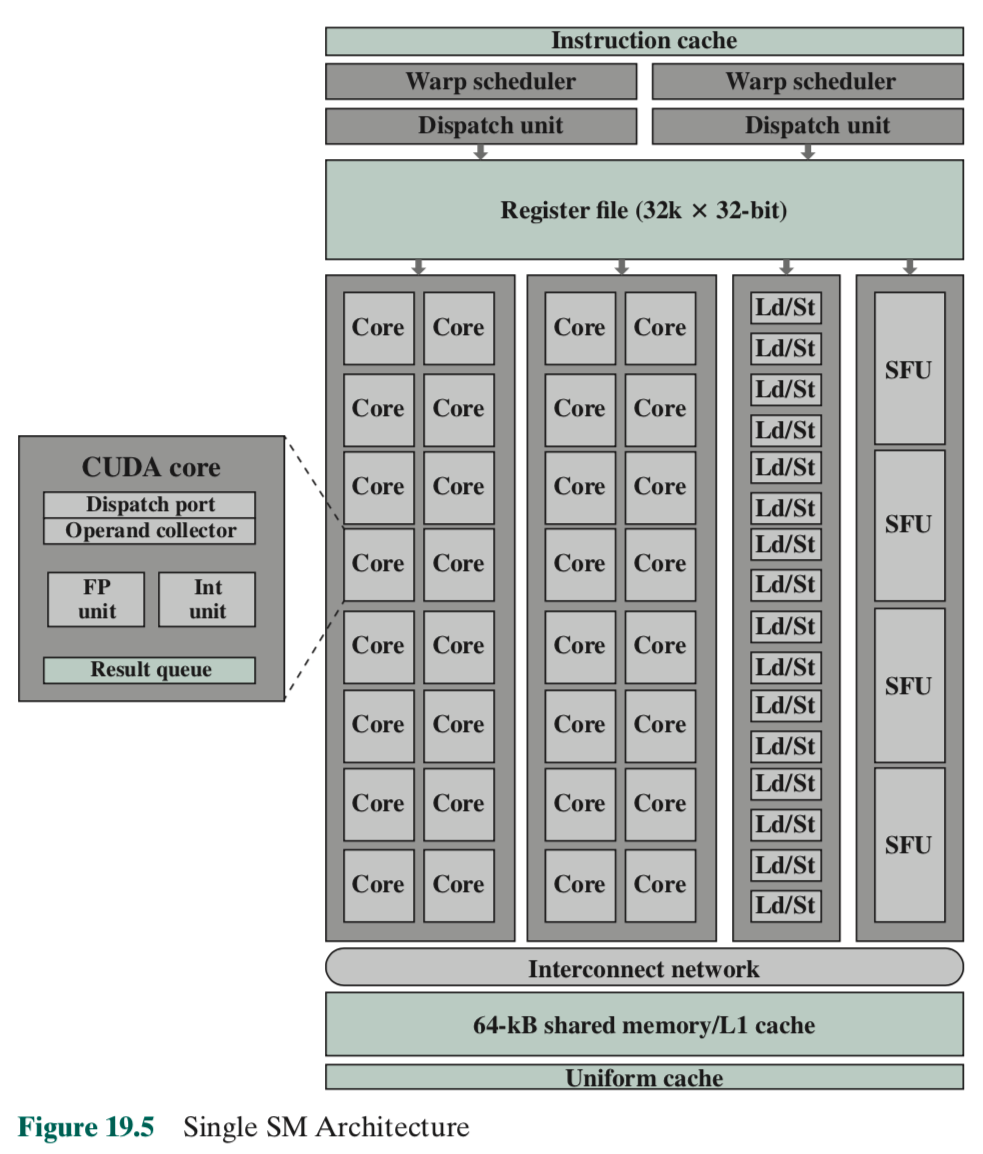 Instruction cache
Warp scheduler Warp scheduler
Dispatch unit Dispatch unit
Register file (32k × 32-bit)
Core Core Core Core Ld/St SFU
Ld/St
Core Core Core Core Ld/St
Ld/St
CUDA core
Dispatch port
Operand collector
FP unit Int unit
Result queue
Core Core Core Core Ld/St SFU
Ld/St
Core Core Core Core Ld/St
Ld/St
Core Core Core Core Ld/St SFU
Ld/St
Core Core Core Core Ld/St
Ld/St
Core Core Core Core Ld/St SFU
Ld/St
Core Core Core Core Ld/St
Ld/St
Interconnect network
64-kB shared memory/L1 cache
Uniform cache
Figure 19.5 Single SM Architecture